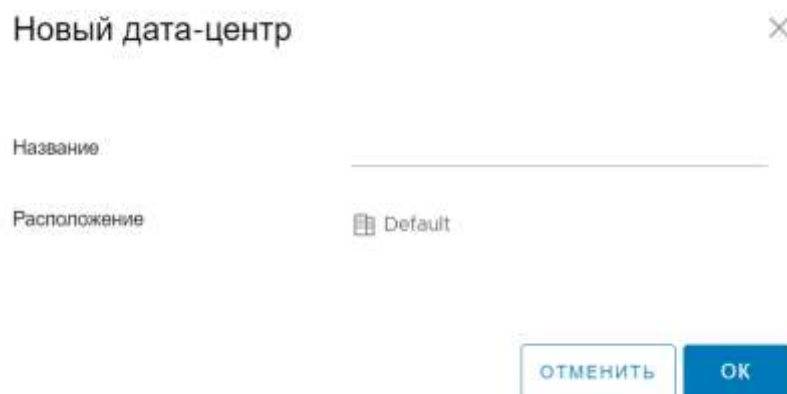 Новый дата-центр
Название
Расположение
Default
ОТМЕНИТЬ
ОК